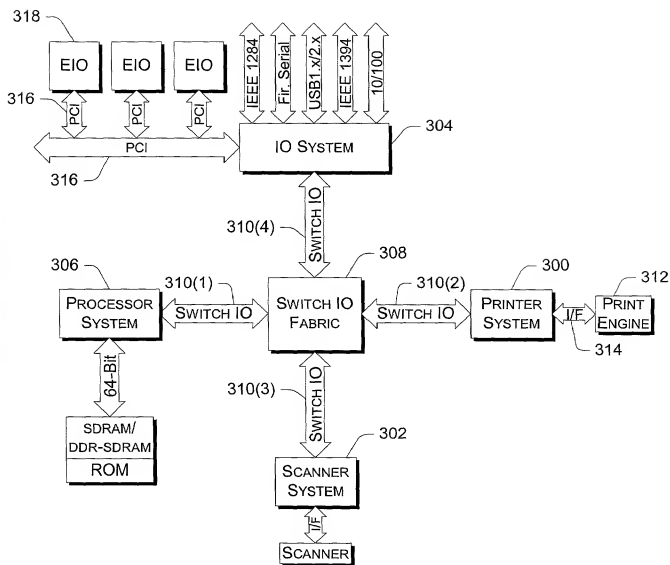 318
EIO
EIO
EIO
IEEE 1284
Fir. Serial
USB1.x/2.x
IEEE 1394
10/100
316
PCI
PCI
PCI
304
PCI
IO SYSTEM
316
310(4)
SWITCH IO
306
310(1)
308
310(2)
300
312
PROCESSOR
SYSTEM
SWITCH IO
SWITCH IO
FABRIC
SWITCH IO
PRINTER
SYSTEM
I/F
PRINT
ENGINE
314
64-Bit
310(3)
SWITCH IO
302
SDRAM/
DDR-SDRAM
ROM
SCANNER
SYSTEM
I/F
SCANNER